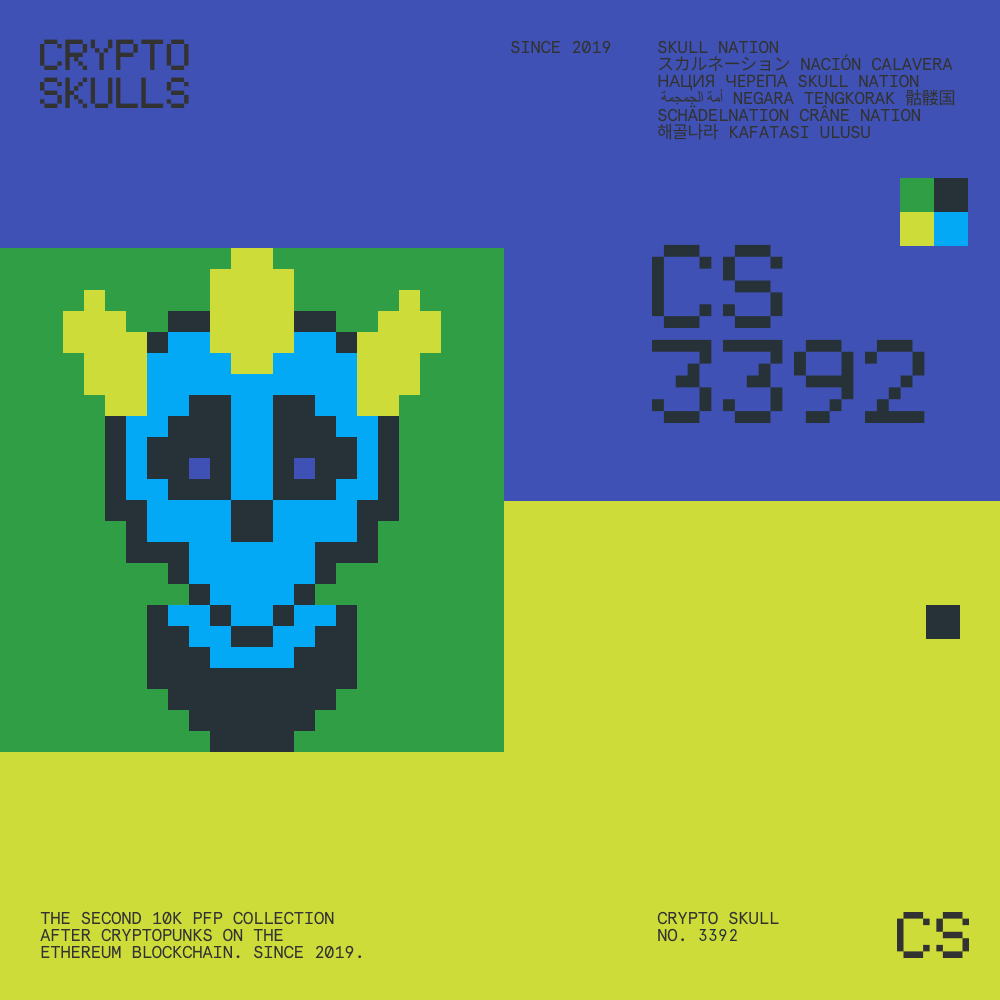 CRYPTO
SKULLS
SINCE 2019
SKULL NATION
スカルネーション NACIÓN CALAVERA
НАЦИЯ ЧЕРЕПА SKULL NATION
أمة الجمجمة NEGARA TENGKORAK 骷髅国
SCHÄDELNATION CRÂNE NATION
해골나라 KAFATASI ULUSU
CS
3392
THE SECOND 10K PFP COLLECTION
AFTER CRYPTOPUNKS ON THE
ETHEREUM BLOCKCHAIN. SINCE 2019.
CRYPTO SKULL
NO. 3392
CS